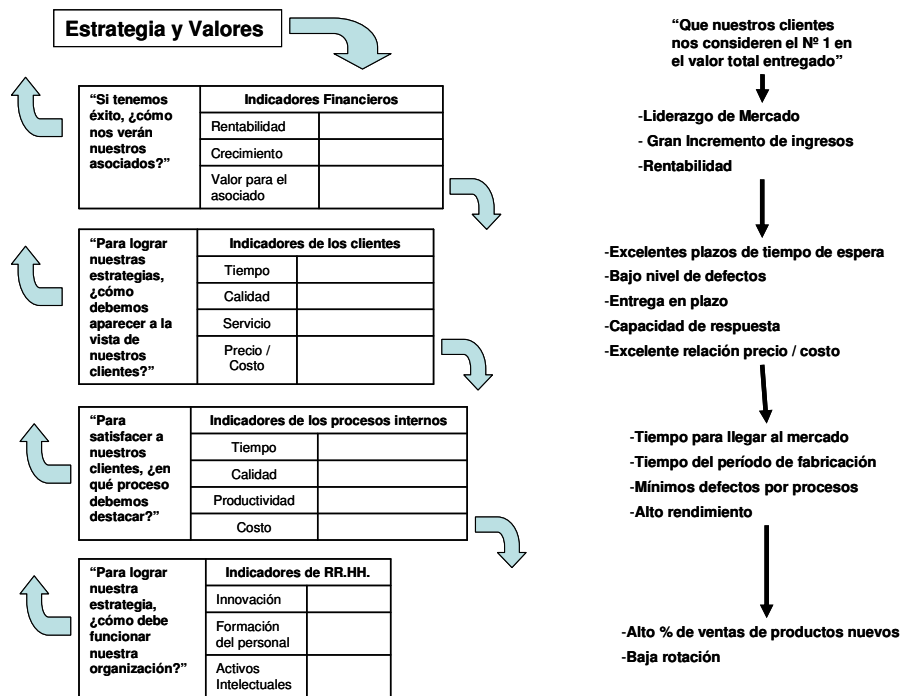 Estrategia y Valores
“Si tenemos
éxito, ¿cómo
nos verán
nuestros
asociados?”
Indicadores Financieros
Rentabilidad
Crecimiento
Valor para el
asociado
“Para lograr
nuestras
estrategias,
¿cómo
debemos
aparecer a la
vista de
nuestros
clientes?”
Indicadores de los clientes
Tiempo
Calidad
Servicio
Precio /
Costo
“Para
satisfacer a
nuestros
clientes, ¿en
qué proceso
debemos
destacar?”
Indicadores de los procesos internos
Tiempo
Calidad
Productividad
Costo
“Para lograr
nuestra
estrategia,
¿cómo debe
funcionar
nuestra
organización?”
Indicadores de RR.HH.
Innovación
Formación
del personal
Activos
Intelectuales
“Que nuestros clientes
nos consideren el Nº 1 en
el valor total entregado”
-Liderazgo de Mercado
- Gran Incremento de ingresos
-Rentabilidad
-Excelentes plazos de tiempo de espera
-Bajo nivel de defectos
-Entrega en plazo
-Capacidad de respuesta
-Excelente relación precio / costo
-Tiempo para llegar al mercado
-Tiempo del período de fabricación
-Mínimos defectos por procesos
-Alto rendimiento
-Alto % de ventas de productos nuevos
-Baja rotación